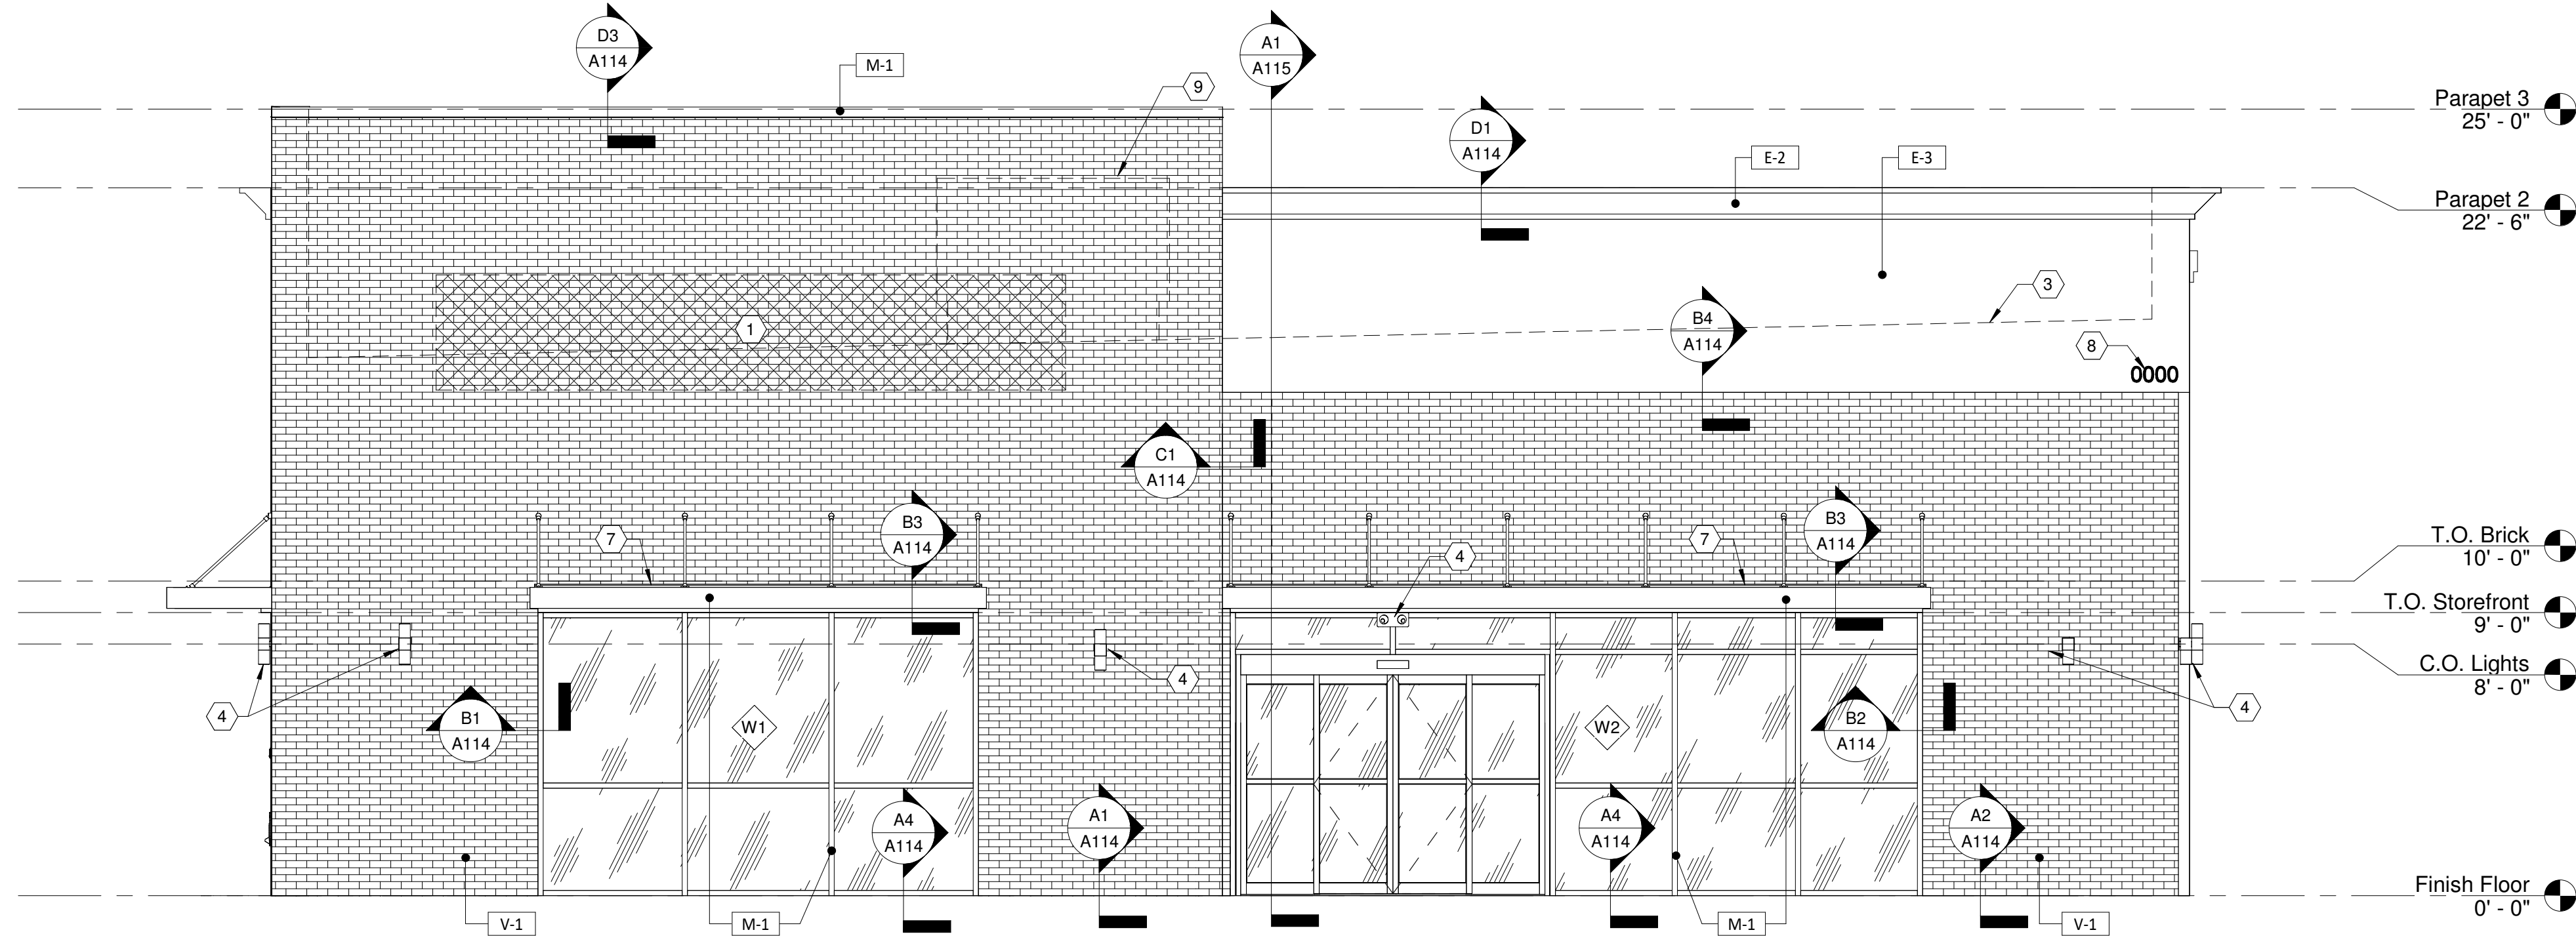 D3
A114
M-1
9
A1
A115
D1
A114
E-2
E-3
Parapet 3
25' - 0"
Parapet 2
22' - 6"
1
B4
A114
3
8
0000
C1
A114
7
B3
A114
4
7
B3
A114
T.O. Brick
10' - 0"
T.O. Storefront
9' - 0"
C.O. Lights
8' - 0"
4
B1
A114
W1
4
W2
B2
A114
4
A4
A114
A1
A114
A4
A114
A2
A114
V-1
M-1
M-1
V-1
Finish Floor
0' - 0"